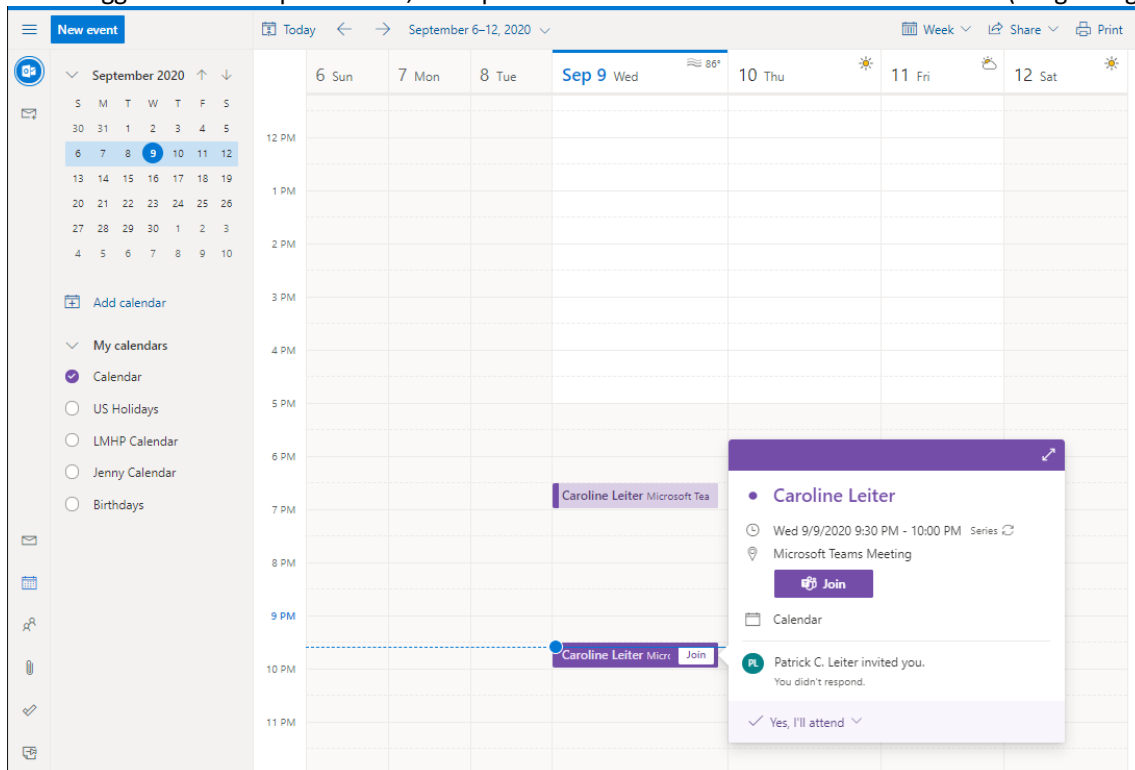 New event
Today
September 6–12, 2020
Week
Share
Print
September 2020
S M T W T F S
30 31 1 2 3 4 5
6 7 8 9 10 11 12
13 14 15 16 17 18 19
20 21 22 23 24 25 26
27 28 29 30 1 2 3
4 5 6 7 8 9 10
Add calendar
My calendars
Calendar
US Holidays
LMHP Calendar
Jenny Calendar
Birthdays
6 Sun
7 Mon
8 Tue
Sep 9 Wed
86°
10 Thu
11 Fri
12 Sat
12 PM
1 PM
2 PM
3 PM
4 PM
5 PM
6 PM
7 PM
8 PM
9 PM
10 PM
11 PM
Caroline Leiter Microsoft Tea
Caroline Leiter Micro
Join
Caroline Leiter
Wed 9/9/2020 9:30 PM - 10:00 PM Series
Microsoft Teams Meeting
Join
Calendar
PL
Patrick C. Leiter invited you.
You didn't respond.
Yes, I'll attend